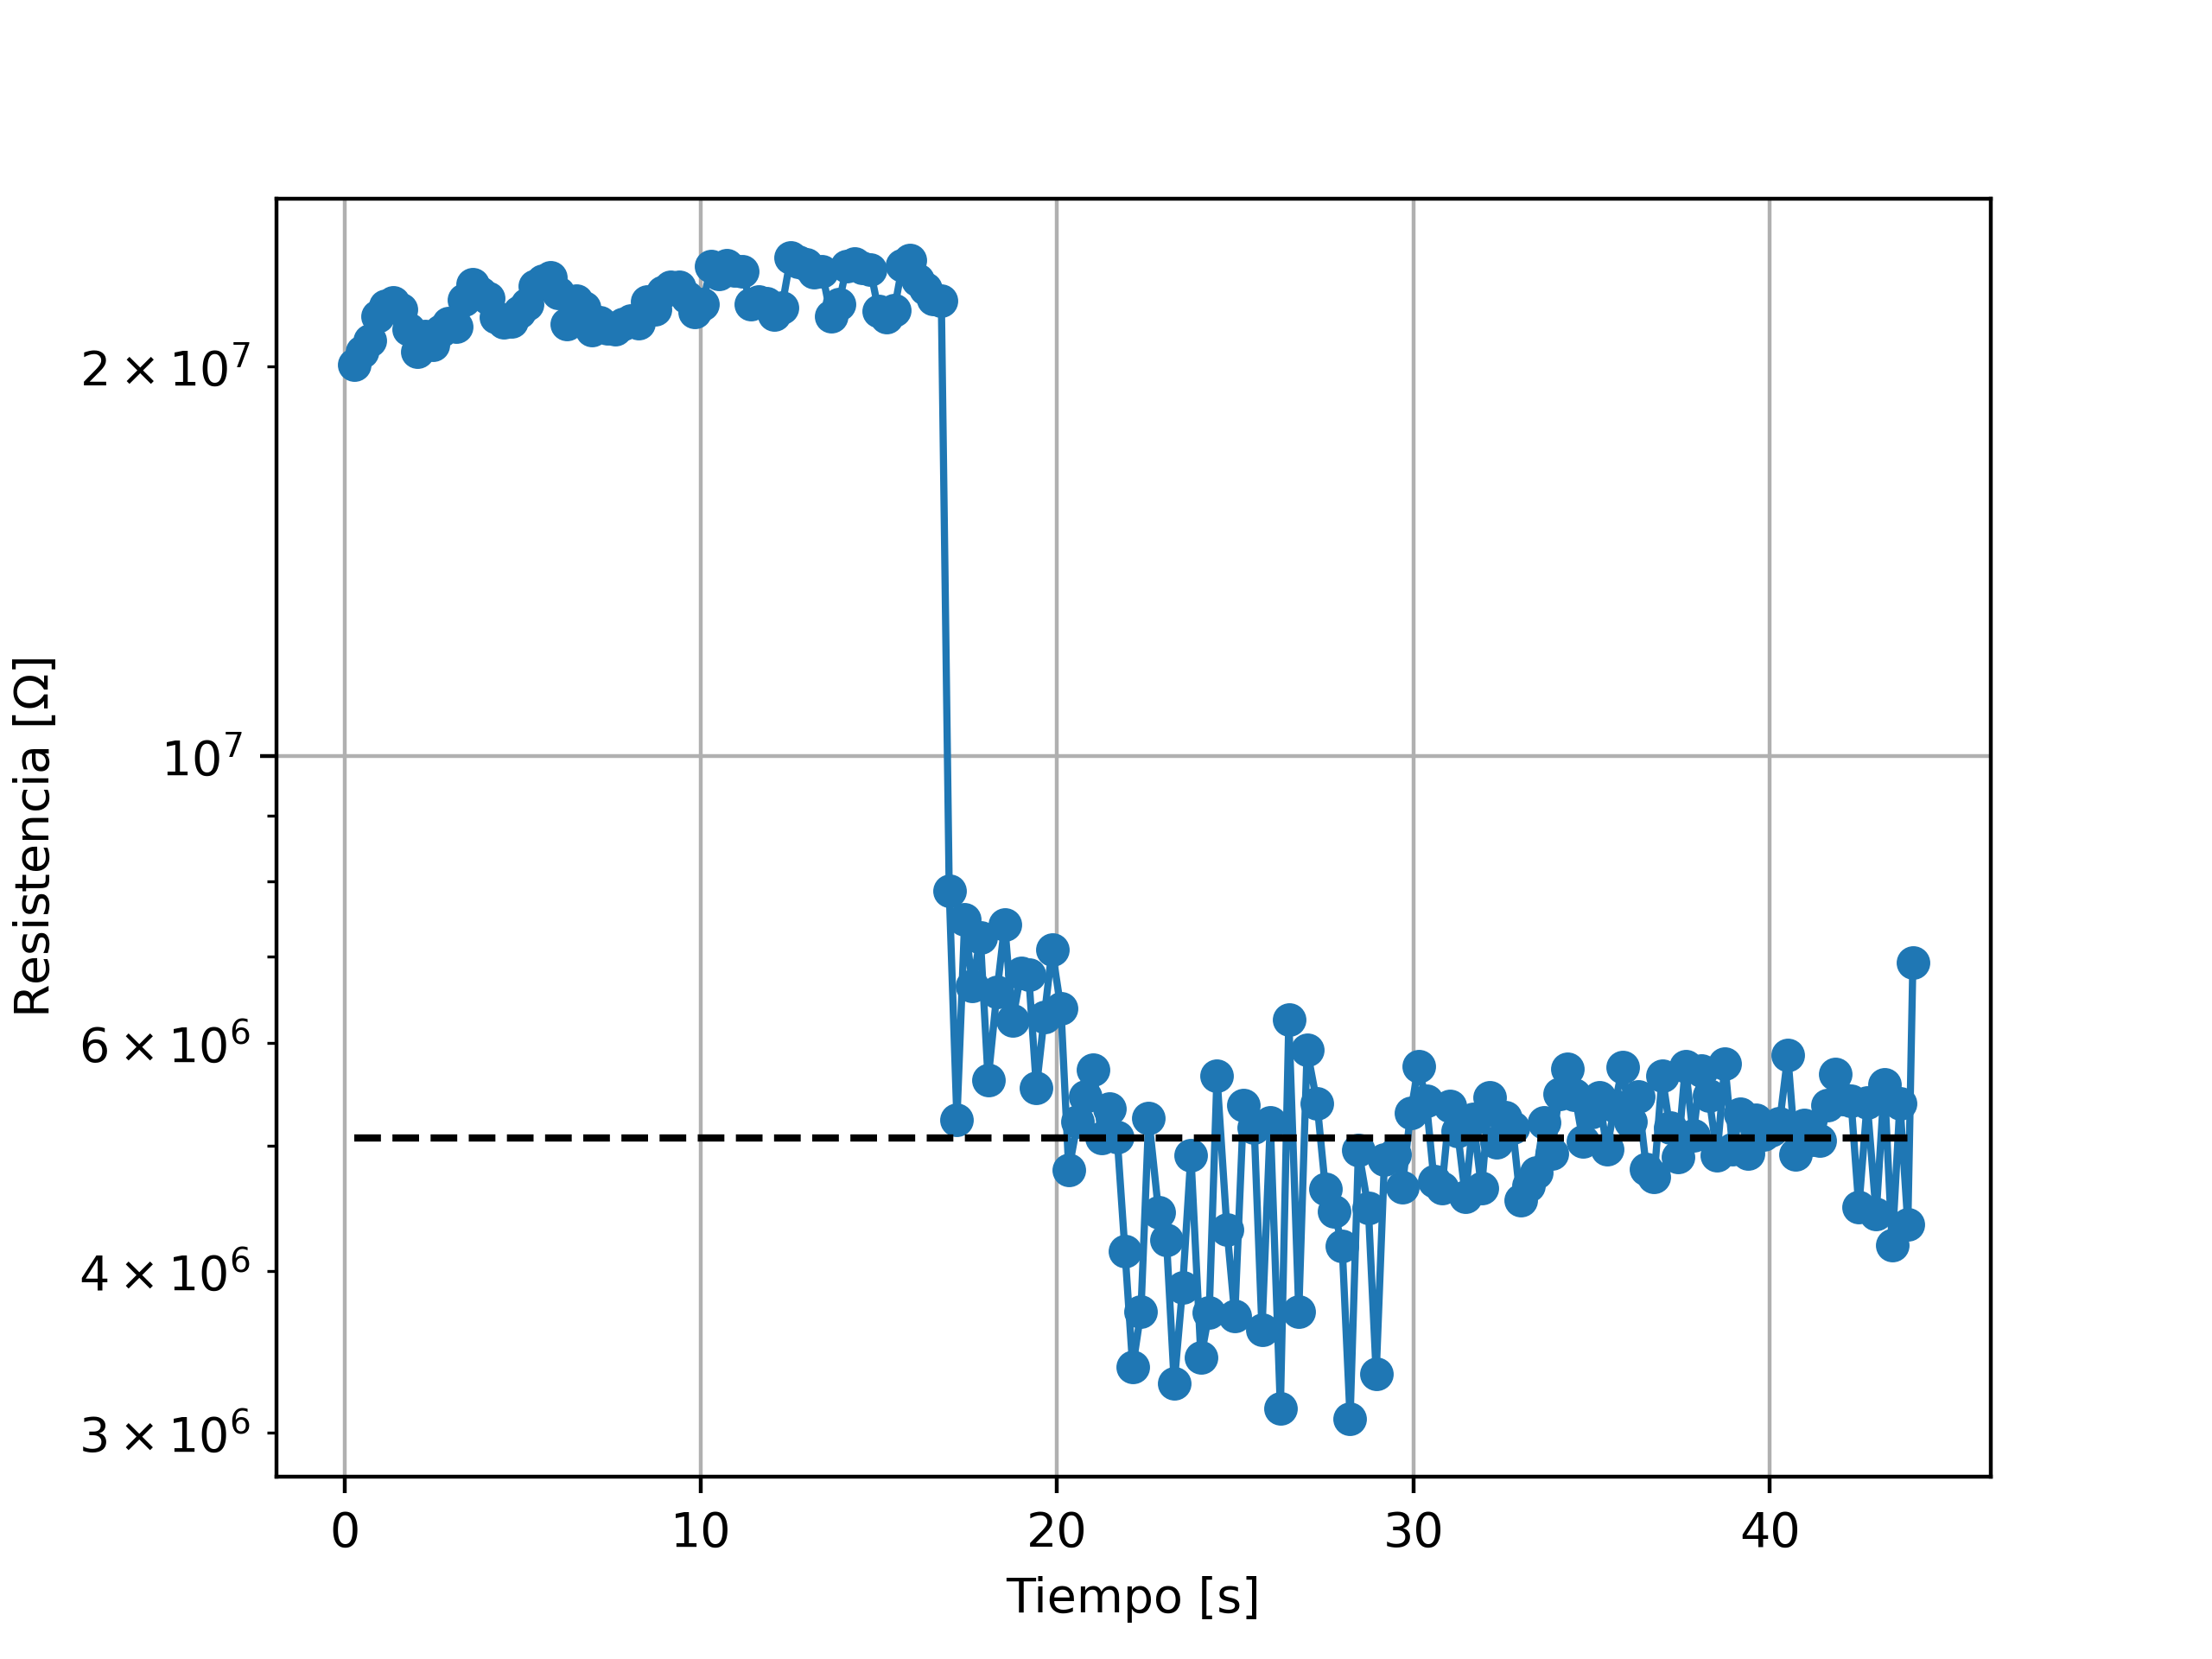 2 × 10⁷
10⁷
6 × 10⁶
4 × 10⁶
3 × 10⁶
Resistencia [Ω]
0 10 20 30 40
Tiempo [s]